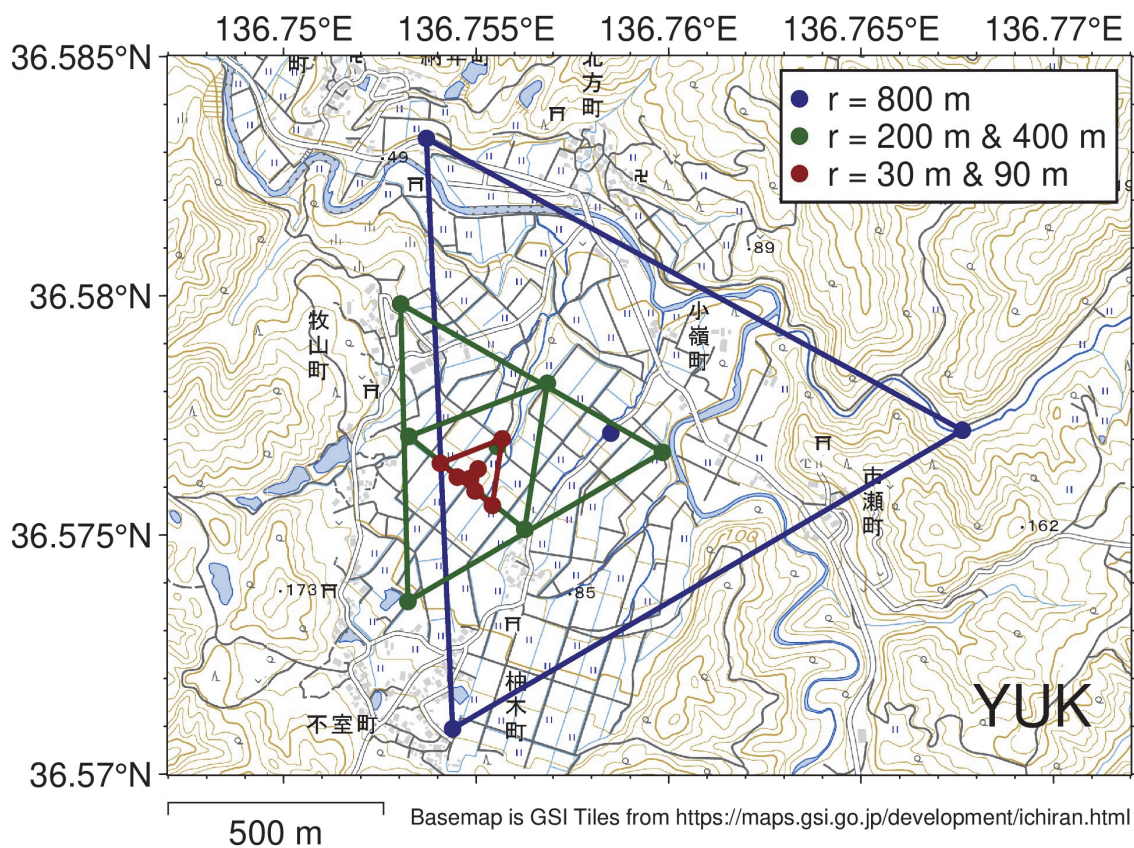 136.75°E 136.755°E 136.76°E 136.765°E 136.77°E
36.585°N
36.58°N
36.575°N
36.57°N
r = 800 m
r = 200 m & 400 m
r = 30 m & 90 m
町
北方町
49
89
小嶺町
牧山町
市瀬町
162
100
173
85
柚木町
不室町
YUK
500 m
Basemap is GSI Tiles from https://maps.gsi.go.jp/development/ichiran.html